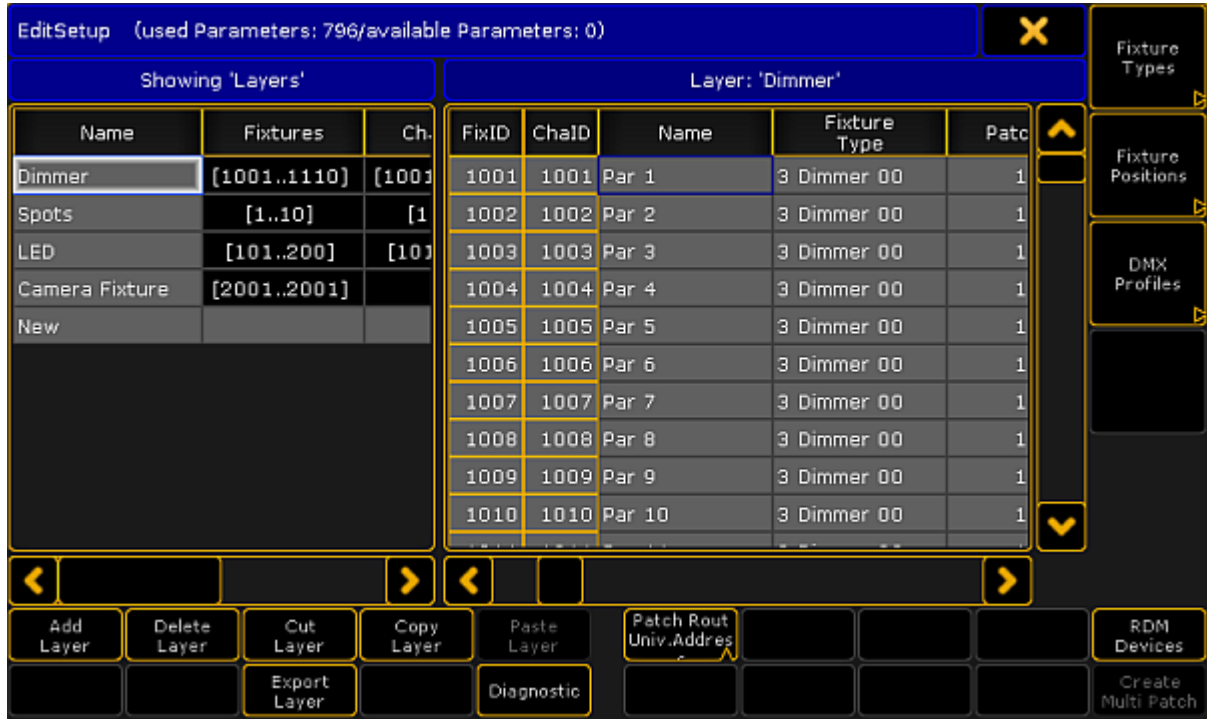 EditSetup (used Parameters: 796/available Parameters: 0)
Fixture
Types
Showing 'Layers'
Layer: 'Dimmer'
Name Fixtures Ch. FixID ChaID Name Fixture Type Patc
Dimmer [1001..1110] [1001 1001 1001 Par 1 3 Dimmer 00 1
Spots [1..10] [1 1002 1002 Par 2 3 Dimmer 00 1
LED [101..200] [101 1003 1003 Par 3 3 Dimmer 00 1
Camera Fixture [2001..2001] 1004 1004 Par 4 3 Dimmer 00 1
New 1005 1005 Par 5 3 Dimmer 00 1
1006 1006 Par 6 3 Dimmer 00 1
1007 1007 Par 7 3 Dimmer 00 1
1008 1008 Par 8 3 Dimmer 00 1
1009 1009 Par 9 3 Dimmer 00 1
1010 1010 Par 10 3 Dimmer 00 1
Fixture
Positions
DMX
Profiles
Add
Layer
Delete
Layer
Cut
Layer
Copy
Layer
Paste
Layer
Patch Rout
Univ.Addres
RDM
Devices
Export
Layer
Diagnostic
Create
Multi Patch